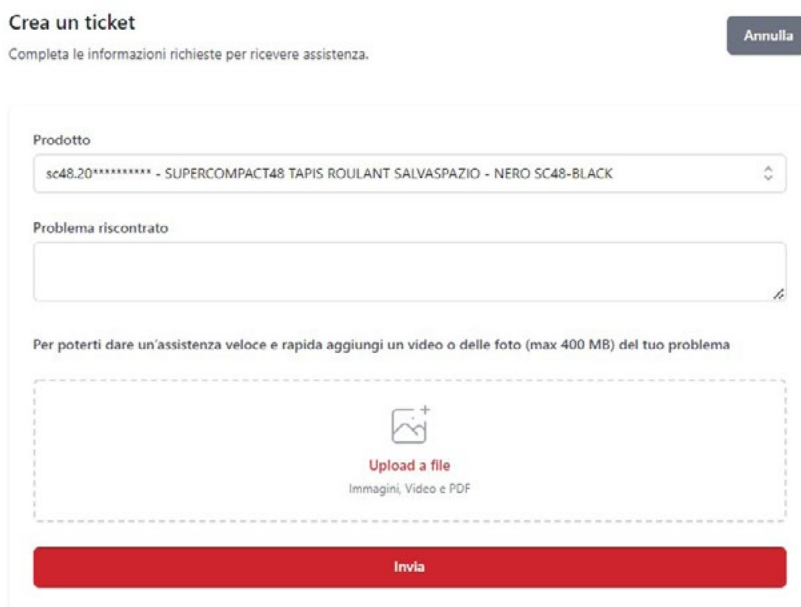 Crea un ticket
Annulla
Completa le informazioni richieste per ricevere assistenza.
Prodotto
sc48.20********** - SUPERCOMPACT48 TAPIS ROULANT SALVASPAZIO - NERO SC48-BLACK
Problema riscontrato
Per poterti dare un'assistenza veloce e rapida aggiungi un video o delle foto (max 400 MB) del tuo problema
Upload a file
Immagini, Video e PDF
Invia